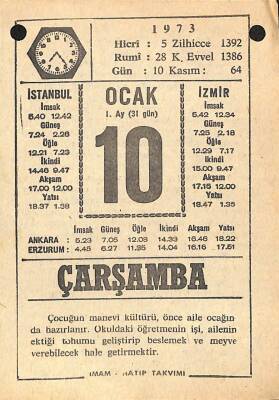 1973
Hicri : 5 Zilhicce 1392
Rumi : 28 K. Evvel 1386
Gün : 10 Kasım : 64
İSTANBUL
İmsak
5.40 12.42
Güneş
7.24 2.26
Öğle
12.21 7.23
İkindi
14.46 9.47
Akşam
17.00 12.00
Yatsı
18.37 1.38
OCAK
1. Ay (31 gün)
10
İZMİR
İmsak
5.42 12.34
Güneş
7.25 2.18
Öğle
12.29 7.17
İkindi
15.00 9.47
Akşam
17.15 12.00
Yatsı
18.47 1.35
İmsak Güneş Öğle İkindi Akşam Yatsı
ANKARA : 5.23 7.05 12.08 14.33 16.46 18.22
ERZURUM : 4.45 6.27 11.35 14.04 16.16 17.51
ÇARŞAMBA
Çocuğun manevi kültürü, önce aile ocağın-
da hazırlanır. Okuldaki öğretmenin işi, ailenin
ektiği tohumu geliştirip beslemek ve meyve
verebilecek hale getirmektir.
İMAM - HATİP TAKVİMİ